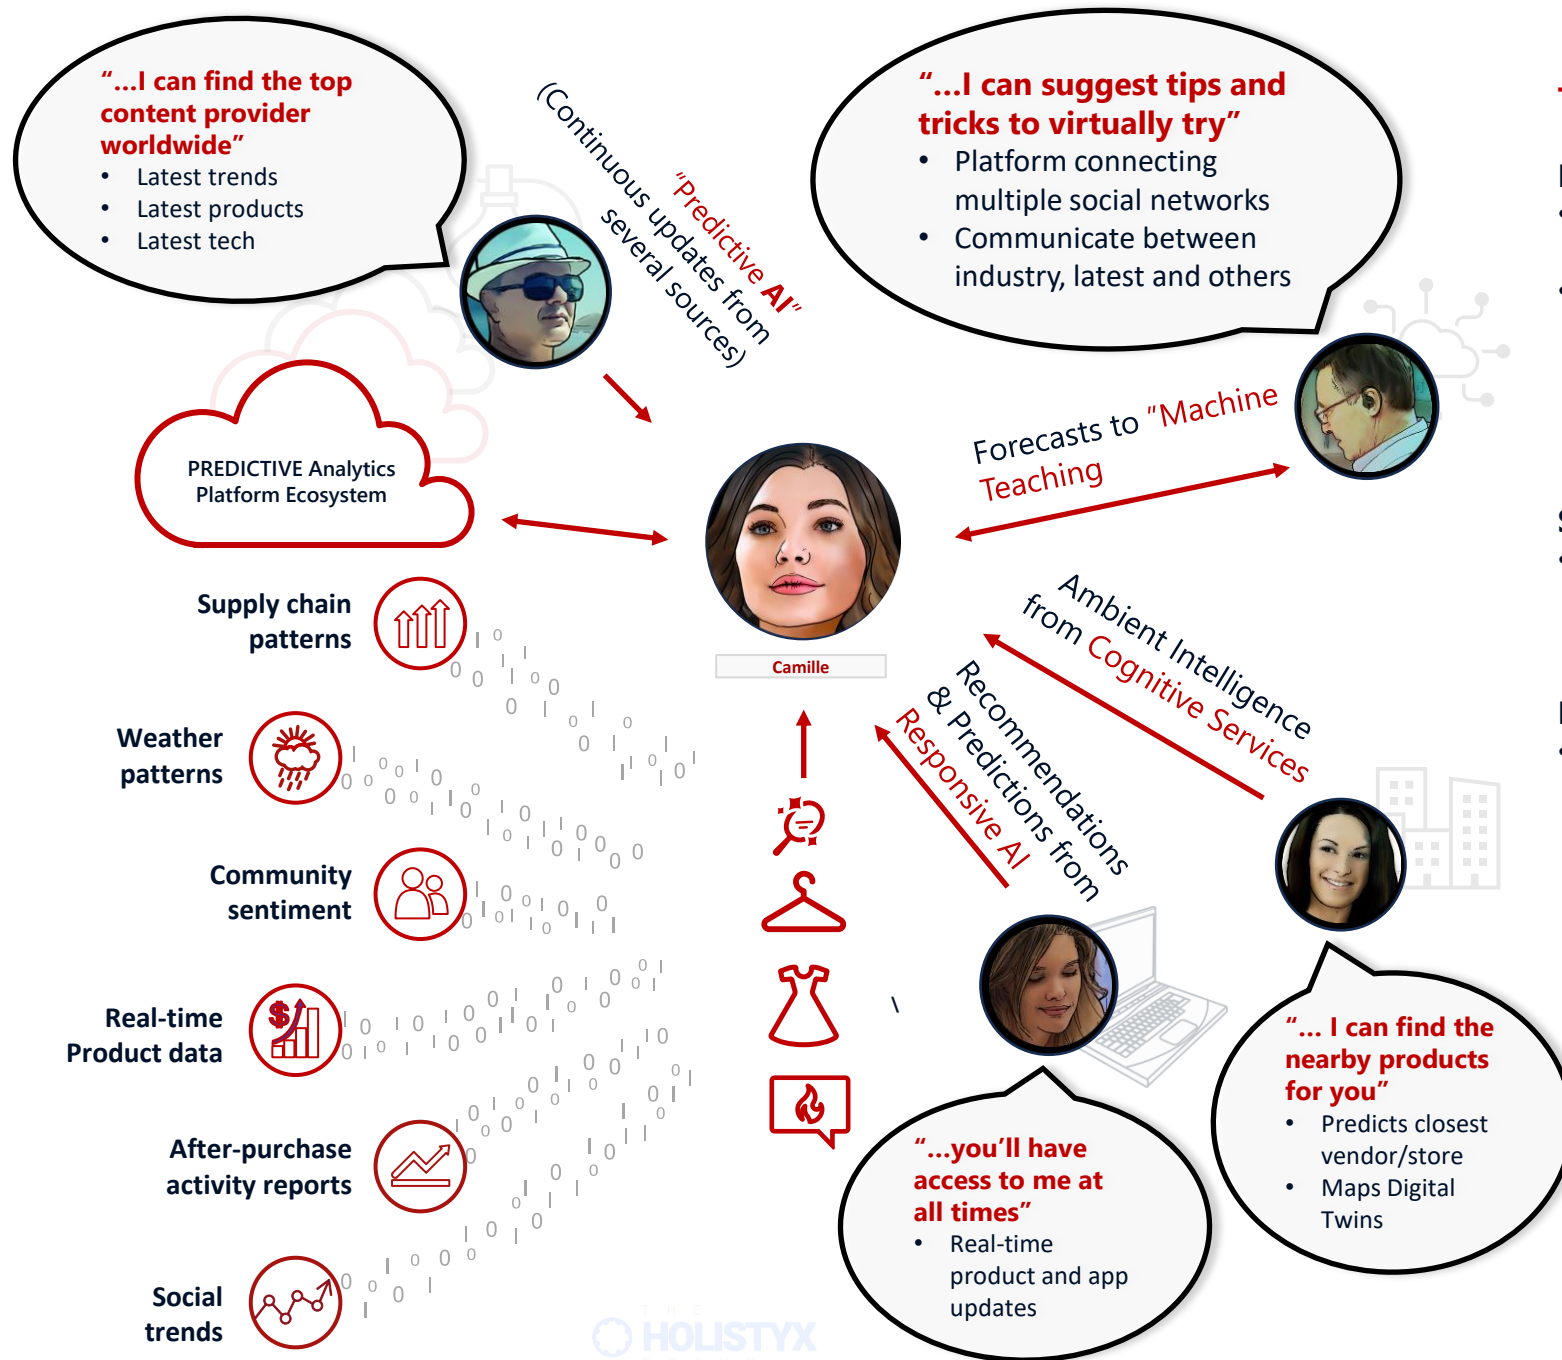 “...I can find the top
content provider
worldwide”
• Latest trends
• Latest products
• Latest tech
“Predictive AI”
(Continuous updates from
several sources)
“...I can suggest tips and
tricks to virtually try”
• Platform connecting
multiple social networks
• Communicate between
industry, latest and others
PREDICTIVE Analytics
Platform Ecosystem
Forecasts to “Machine
Teaching
Camille
Ambient Intelligence
from Cognitive Services
Recommendations
& Predictions from
Responsive AI
Supply chain
patterns
Weather
patterns
Community
sentiment
Real-time
Product data
$
After-purchase
activity reports
Social
trends
\
“...you’ll have
access to me at
all times”
• Real-time
product and app
updates
“... I can find the
nearby products
for you”
• Predicts closest
vendor/store
• Maps Digital
Twins
THE
HOLISTYX